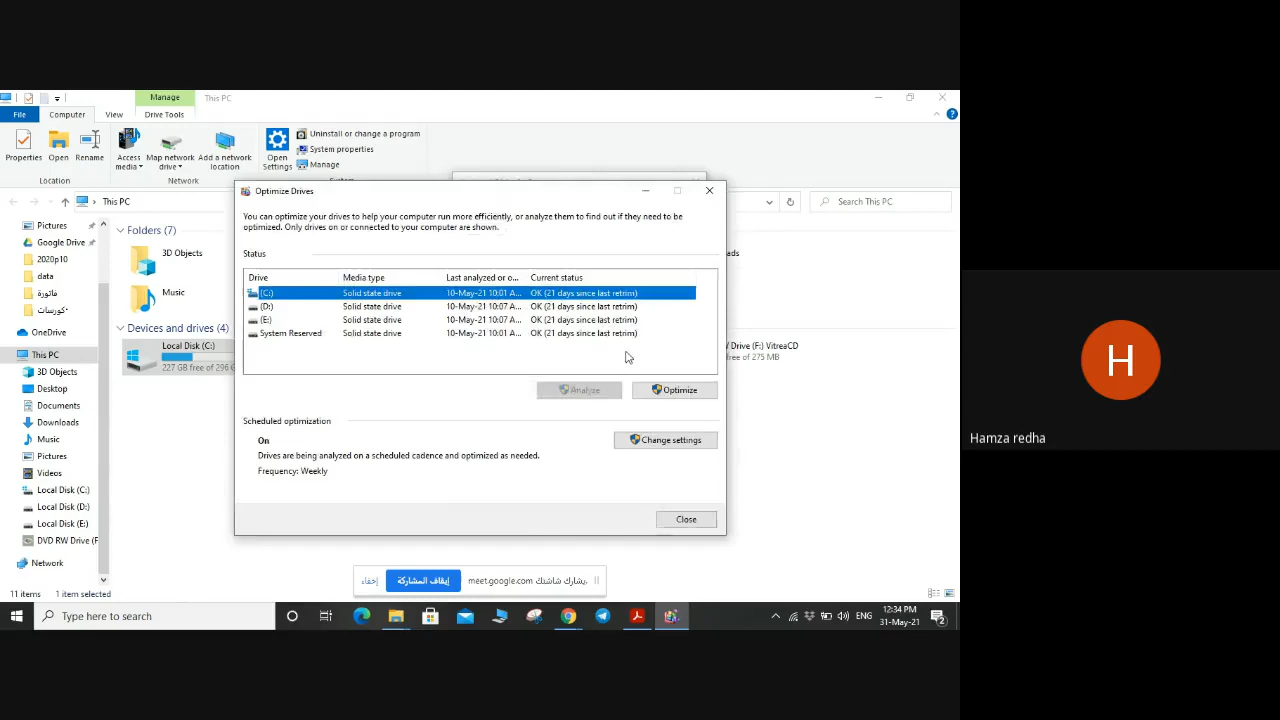 Manage
This PC
File
Computer
View
Drive Tools
Properties
Open
Rename
Access media
Map network drive
Add a network location
Open Settings
Uninstall or change a program
System properties
Manage
Location
Network
This PC
Search This PC
Pictures
Google Drive
2020p10
data
فاتورة
كورسات
OneDrive
This PC
3D Objects
Desktop
Documents
Downloads
Music
Pictures
Videos
Local Disk (C:)
Local Disk (D:)
Local Disk (E:)
DVD RW Drive (F
Network
Folders (7)
3D Objects
Music
Devices and drives (4)
Local Disk (C:)
227 GB free of 296 G
ads
Drive (F:) VitreaCD
free of 275 MB
Optimize Drives
You can optimize your drives to help your computer run more efficiently, or analyze them to find out if they need to be
optimized. Only drives on or connected to your computer are shown.
Status
Drive Media type Last analyzed or o... Current status
(C:) Solid state drive 10-May-21 10:01 A... OK (21 days since last retrim)
(D:) Solid state drive 10-May-21 10:07 A... OK (21 days since last retrim)
(E:) Solid state drive 10-May-21 10:07 A... OK (21 days since last retrim)
System Reserved Solid state drive 10-May-21 10:01 A... OK (21 days since last retrim)
Analyze
Optimize
Scheduled optimization
On
Change settings
Drives are being analyzed on a scheduled cadence and optimized as needed.
Frequency: Weekly
Close
يشارك شاشتك meet.google.com.
إيقاف المشاركة
إخفاء
11 items 1 item selected
Type here to search
ENG
12:34 PM
31-May-21
2
H
Hamza redha